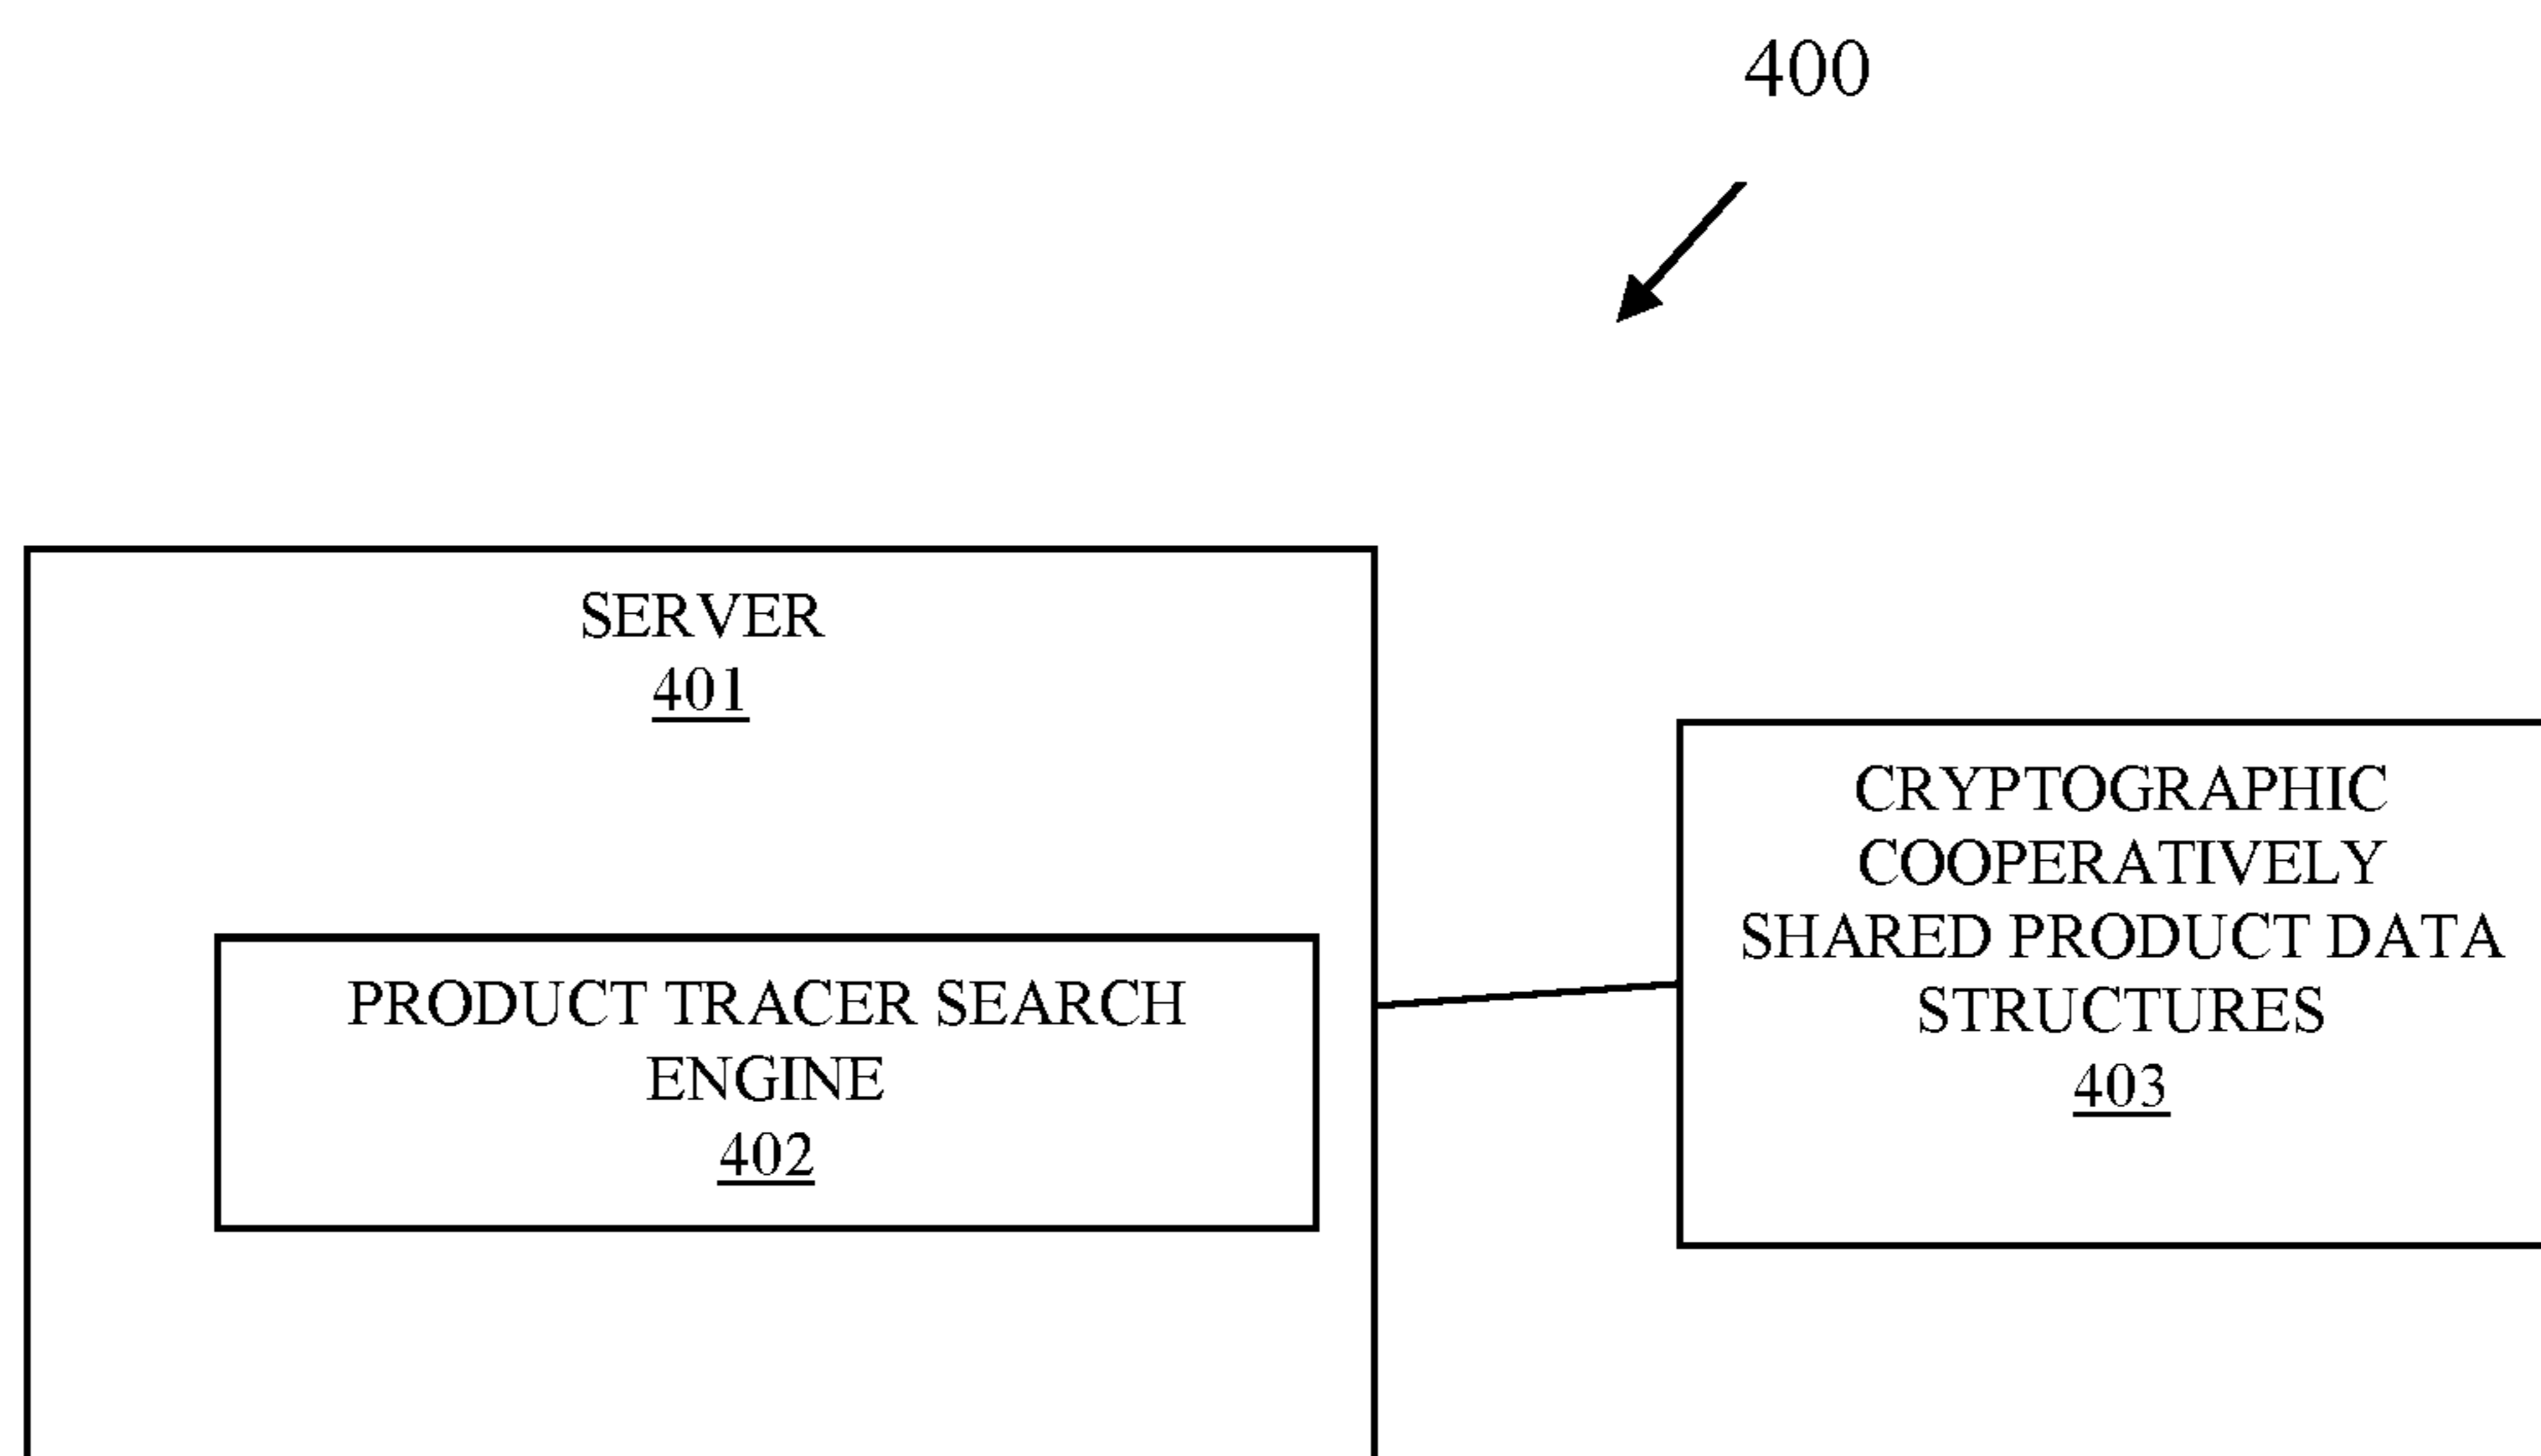 400
SERVER
401
PRODUCT TRACER SEARCH
ENGINE
402
CRYPTOGRAPHIC
COOPERATIVELY
SHARED PRODUCT DATA
STRUCTURES
403